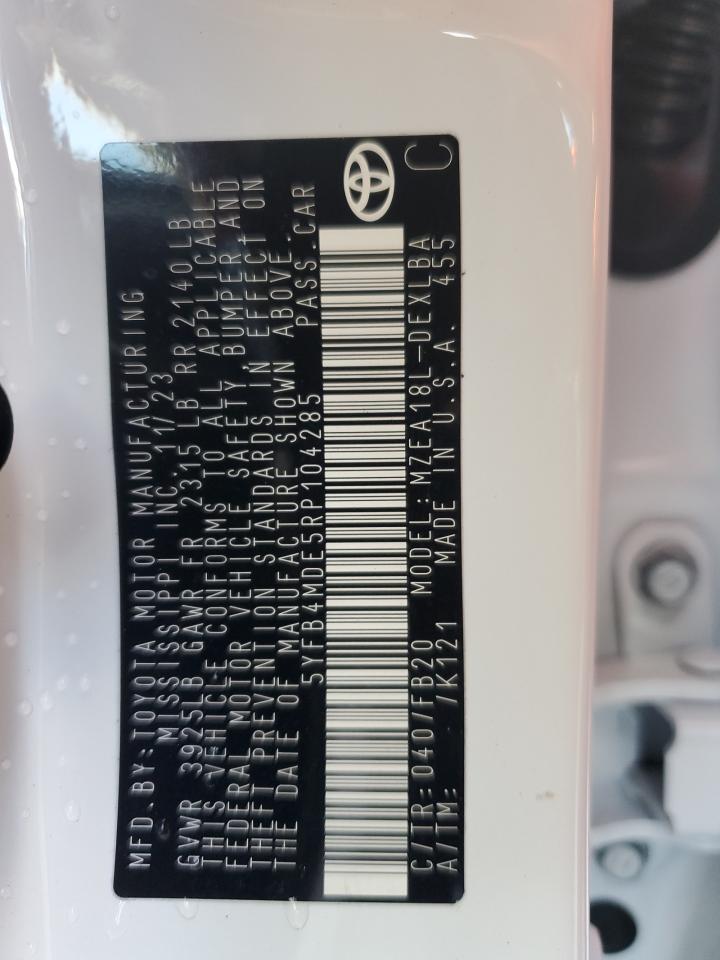 MFD.BY:TOYOTA MOTOR MANUFACTURING
MISSISSIPPI INC.11/23
GVWR 3925LB GAWR FR 2315 LB RR 2140LB
THIS VEHICLE CONFORMS TO ALL APPLICABLE
FEDERAL MOTOR VEHICLE SAFETY, BUMPER AND
THEFT PREVENTION STANDARDS IN EFFECT ON
THE DATE OF MANUFACTURE SHOWN ABOVE.
5YFB4MDE5RP104285 PASS.CAR
C/TR: 040/FB20 MODEL: MZEA18L-DEXLBA
A/TM: /K121 MADE IN U.S.A. 455
C